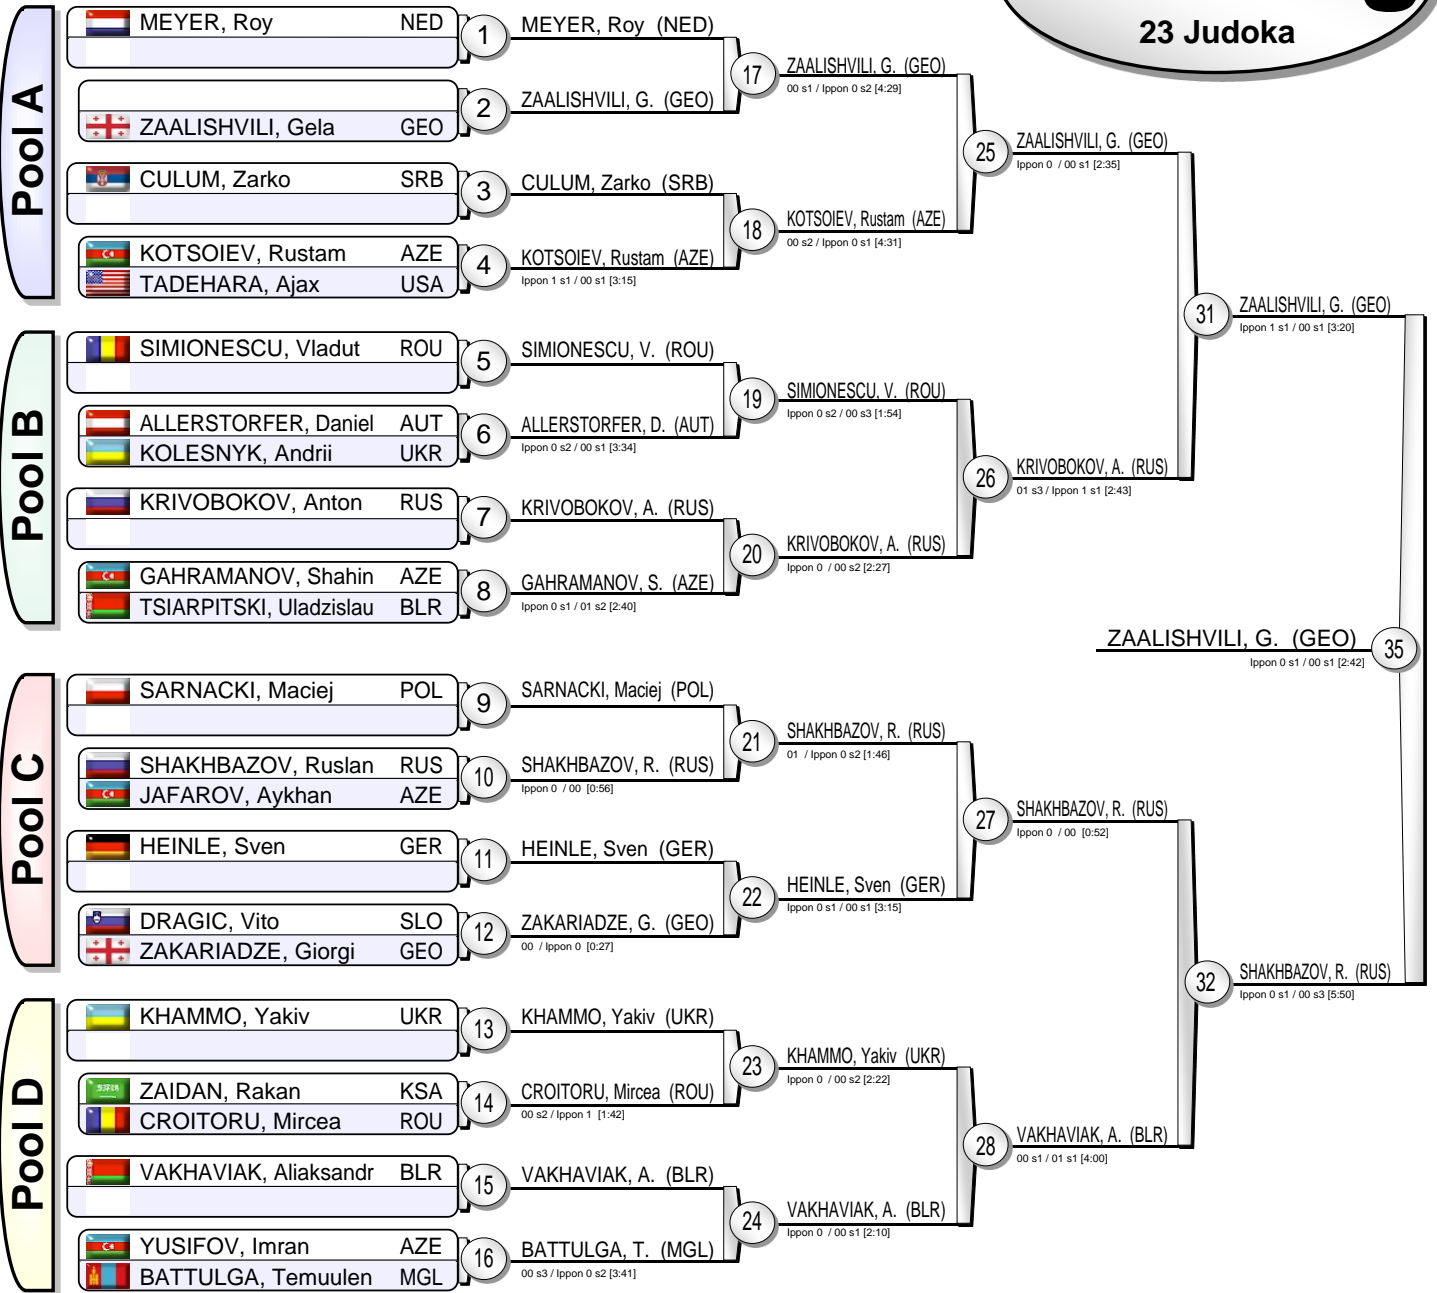 23 Judoka
Pool A
MEYER, Roy NED
1
MEYER, Roy (NED)
ZAALISHVILI, Gela GEO
2
ZAALISHVILI, G. (GEO)
17
ZAALISHVILI, G. (GEO)
00 s1 / Ippon 0 s2 [4:29]
CULUM, Zarko SRB
3
CULUM, Zarko (SRB)
KOTSOIEV, Rustam AZE
TADEHARA, Ajax USA
4
KOTSOIEV, Rustam (AZE)
Ippon 1 s1 / 00 s1 [3:15]
18
KOTSOIEV, Rustam (AZE)
00 s2 / Ippon 0 s1 [4:31]
25
ZAALISHVILI, G. (GEO)
Ippon 0 / 00 s1 [2:35]
Pool B
SIMIONESCU, Vladut ROU
5
SIMIONESCU, V. (ROU)
ALLERSTORFER, Daniel AUT
KOLESNYK, Andrii UKR
6
ALLERSTORFER, D. (AUT)
Ippon 0 s2 / 00 s1 [3:34]
19
SIMIONESCU, V. (ROU)
Ippon 0 s2 / 00 s3 [1:54]
KRIVOBOKOV, Anton RUS
7
KRIVOBOKOV, A. (RUS)
GAHRAMANOV, Shahin AZE
TSIARPITSKI, Uladzislau BLR
8
GAHRAMANOV, S. (AZE)
Ippon 0 s1 / 01 s2 [2:40]
20
KRIVOBOKOV, A. (RUS)
Ippon 0 / 00 s2 [2:27]
26
KRIVOBOKOV, A. (RUS)
01 s3 / Ippon 1 s1 [2:43]
31
ZAALISHVILI, G. (GEO)
Ippon 1 s1 / 00 s1 [3:20]
ZAALISHVILI, G. (GEO)
Ippon 0 s1 / 00 s1 [2:42]
35
Pool C
SARNACKI, Maciej POL
9
SARNACKI, Maciej (POL)
SHAKHBAZOV, Ruslan RUS
JAFAROV, Aykhan AZE
10
SHAKHBAZOV, R. (RUS)
Ippon 0 / 00 [0:56]
21
SHAKHBAZOV, R. (RUS)
01 / Ippon 0 s2 [1:46]
HEINLE, Sven GER
11
HEINLE, Sven (GER)
DRAGIC, Vito SLO
ZAKARIADZE, Giorgi GEO
12
ZAKARIADZE, G. (GEO)
00 / Ippon 0 [0:27]
22
HEINLE, Sven (GER)
Ippon 0 s1 / 00 s1 [3:15]
27
SHAKHBAZOV, R. (RUS)
Ippon 0 / 00 [0:52]
Pool D
KHAMMO, Yakiv UKR
13
KHAMMO, Yakiv (UKR)
ZAIDAN, Rakan KSA
CROITORU, Mircea ROU
14
CROITORU, Mircea (ROU)
00 s2 / Ippon 1 [1:42]
23
KHAMMO, Yakiv (UKR)
Ippon 0 / 00 s2 [2:22]
VAKHAVIAK, Aliaksandr BLR
15
VAKHAVIAK, A. (BLR)
YUSIFOV, Imran AZE
BATTULGA, Temuulen MGL
16
BATTULGA, T. (MGL)
00 s3 / Ippon 0 s2 [3:41]
24
VAKHAVIAK, A. (BLR)
Ippon 0 / 00 s1 [2:10]
28
VAKHAVIAK, A. (BLR)
00 s1 / 01 s1 [4:00]
32
SHAKHBAZOV, R. (RUS)
Ippon 0 s1 / 00 s3 [5:50]